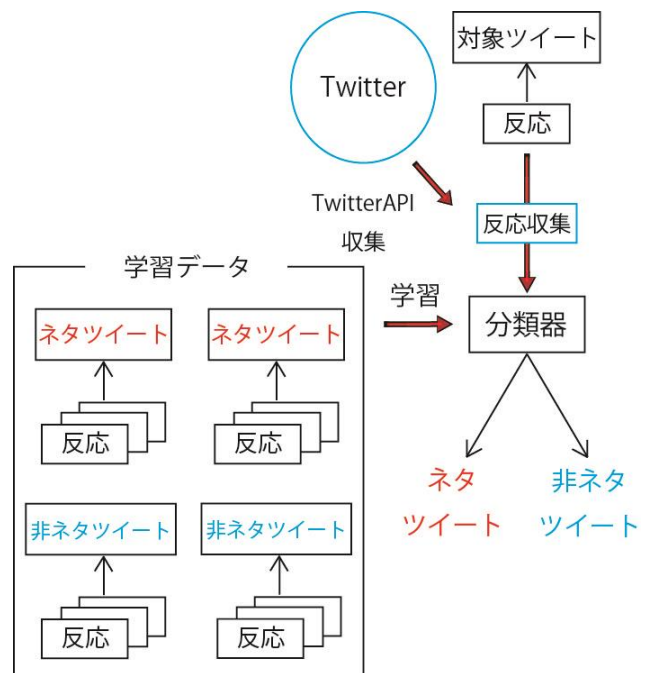 Twitter
対象ツイート
反応
TwitterAPI
収集
反応収集
学習データ
学習
分類器
ネタツイート
ネタツイート
反応
反応
非ネタツイート
非ネタツイート
反応
反応
ネタ
ツイート
非ネタ
ツイート